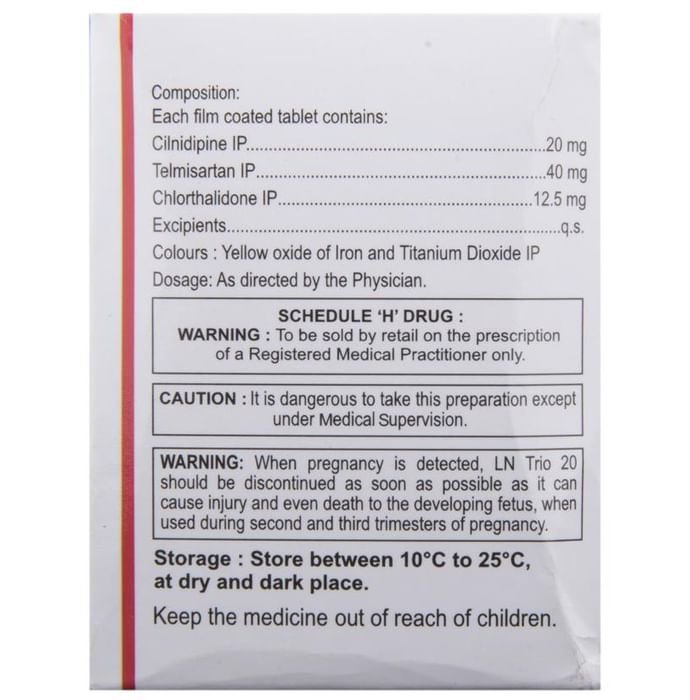 Composition:
Each film coated tablet contains:
Cilnidipine IP..........................................................20 mg
Telmisartan IP.........................................................40 mg
Chlorthalidone IP..................................................12.5 mg
Excipients.................................................................q.s.
Colours : Yellow oxide of Iron and Titanium Dioxide IP
Dosage: As directed by the Physician.
SCHEDULE ‘H’ DRUG :
WARNING : To be sold by retail on the prescription
of a Registered Medical Practitioner only.
CAUTION : It is dangerous to take this preparation except
under Medical Supervision.
WARNING: When pregnancy is detected, LN Trio 20
should be discontinued as soon as possible as it can
cause injury and even death to the developing fetus, when
used during second and third trimesters of pregnancy.
Storage : Store between 10°C to 25°C,
at dry and dark place.
Keep the medicine out of reach of children.